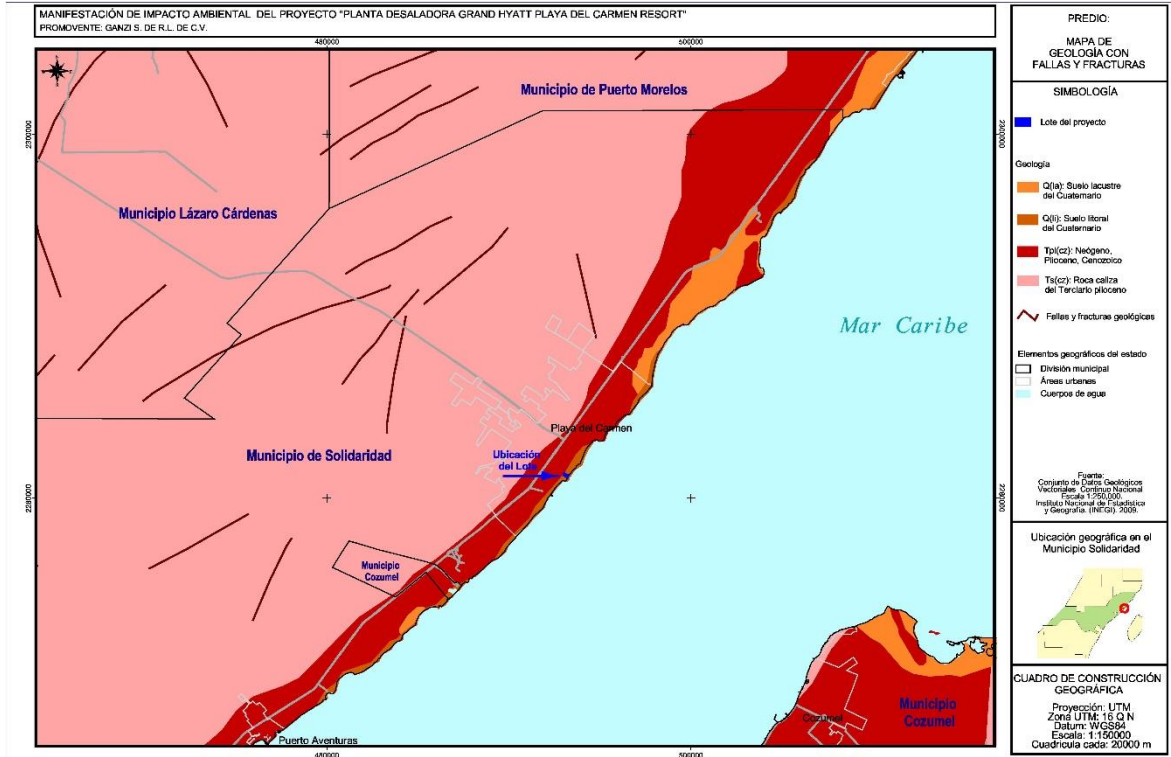 MANIFESTACIÓN DE IMPACTO AMBIENTAL DEL PROYECTO "PLANTA DESALADORA GRAND HYATT PLAYA DEL CARMEN RESORT"
PROMOVENTE: GANZI S. DE R.L. DE C.V.
480000
500000
2300000
2300000
Municipio de Puerto Morelos
Municipio Lázaro Cárdenas
Mar Caribe
Playa del Carmen
Municipio de Solidaridad
Ubicación
del Lote
2280000
2280000
Municipio
Cozumel
Municipio
Cozumel
Cozumel
Puerto Aventuras
480000
500000
PREDIO:
MAPA DE
GEOLOGÍA CON
FALLAS Y FRACTURAS
SIMBOLOGÍA
Lote del proyecto
Geología
Q(la): Suelo lacustre
del Cuaternario
Q(li): Suelo litoral
del Cuaternario
Tpl(cz): Neógeno,
Plioceno, Cenozoico
Ts(cz): Roca caliza
del Terciario plioceno
Fallas y fracturas geológicas
Elementos geográficos del estado
División municipal
Áreas urbanas
Cuerpos de agua
Fuente:
Conjunto de Datos Geológicos
Vectoriales Continuo Nacional
Escala 1:250,000.
Instituto Nacional de Estadística
y Geografía. (INEGI). 2009.
Ubicación geográfica en el
Municipio Solidaridad
CUADRO DE CONSTRUCCIÓN
GEOGRÁFICA
Proyección: UTM
Zona UTM: 16 Q N
Datum: WGS84
Escala: 1:150000
Cuadrícula cada: 20000 m